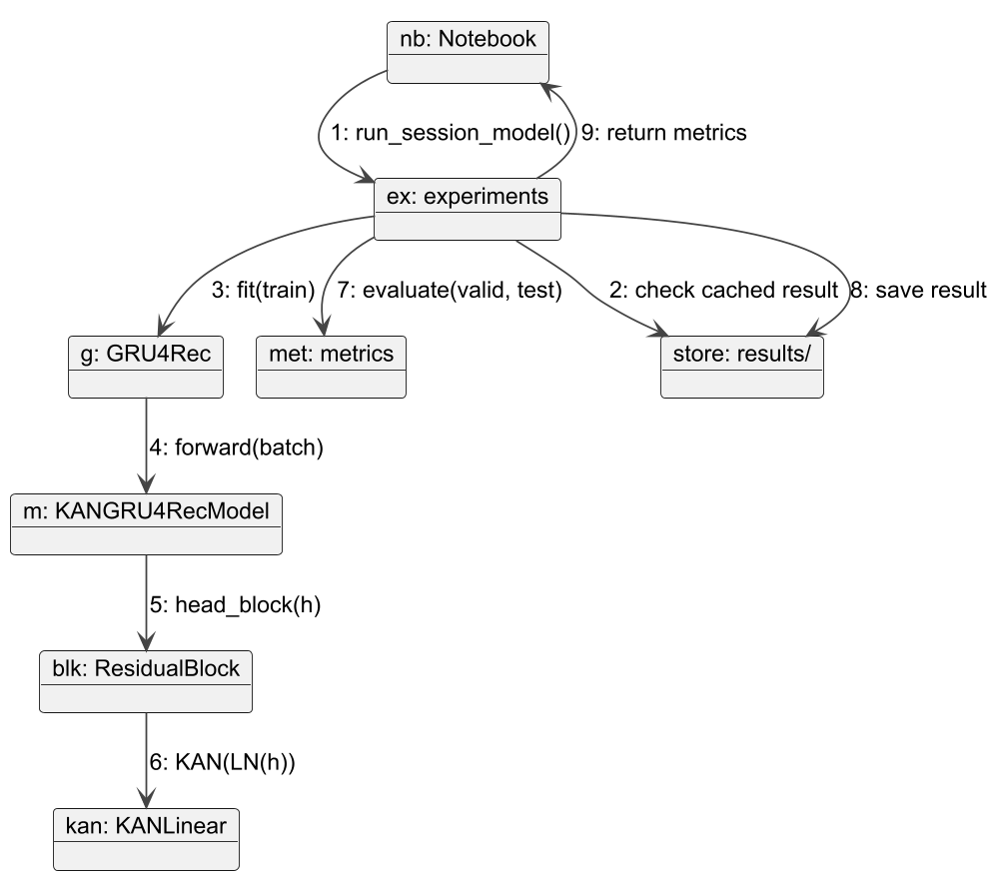 nb: Notebook
1: run_session_model()
9: return metrics
ex: experiments
3: fit(train)
7: evaluate(valid, test)
2: check cached result
8: save result
g: GRU4Rec
met: metrics
store: results/
4: forward(batch)
m: KANGRU4RecModel
5: head_block(h)
blk: ResidualBlock
6: KAN(LN(h))
kan: KANLinear